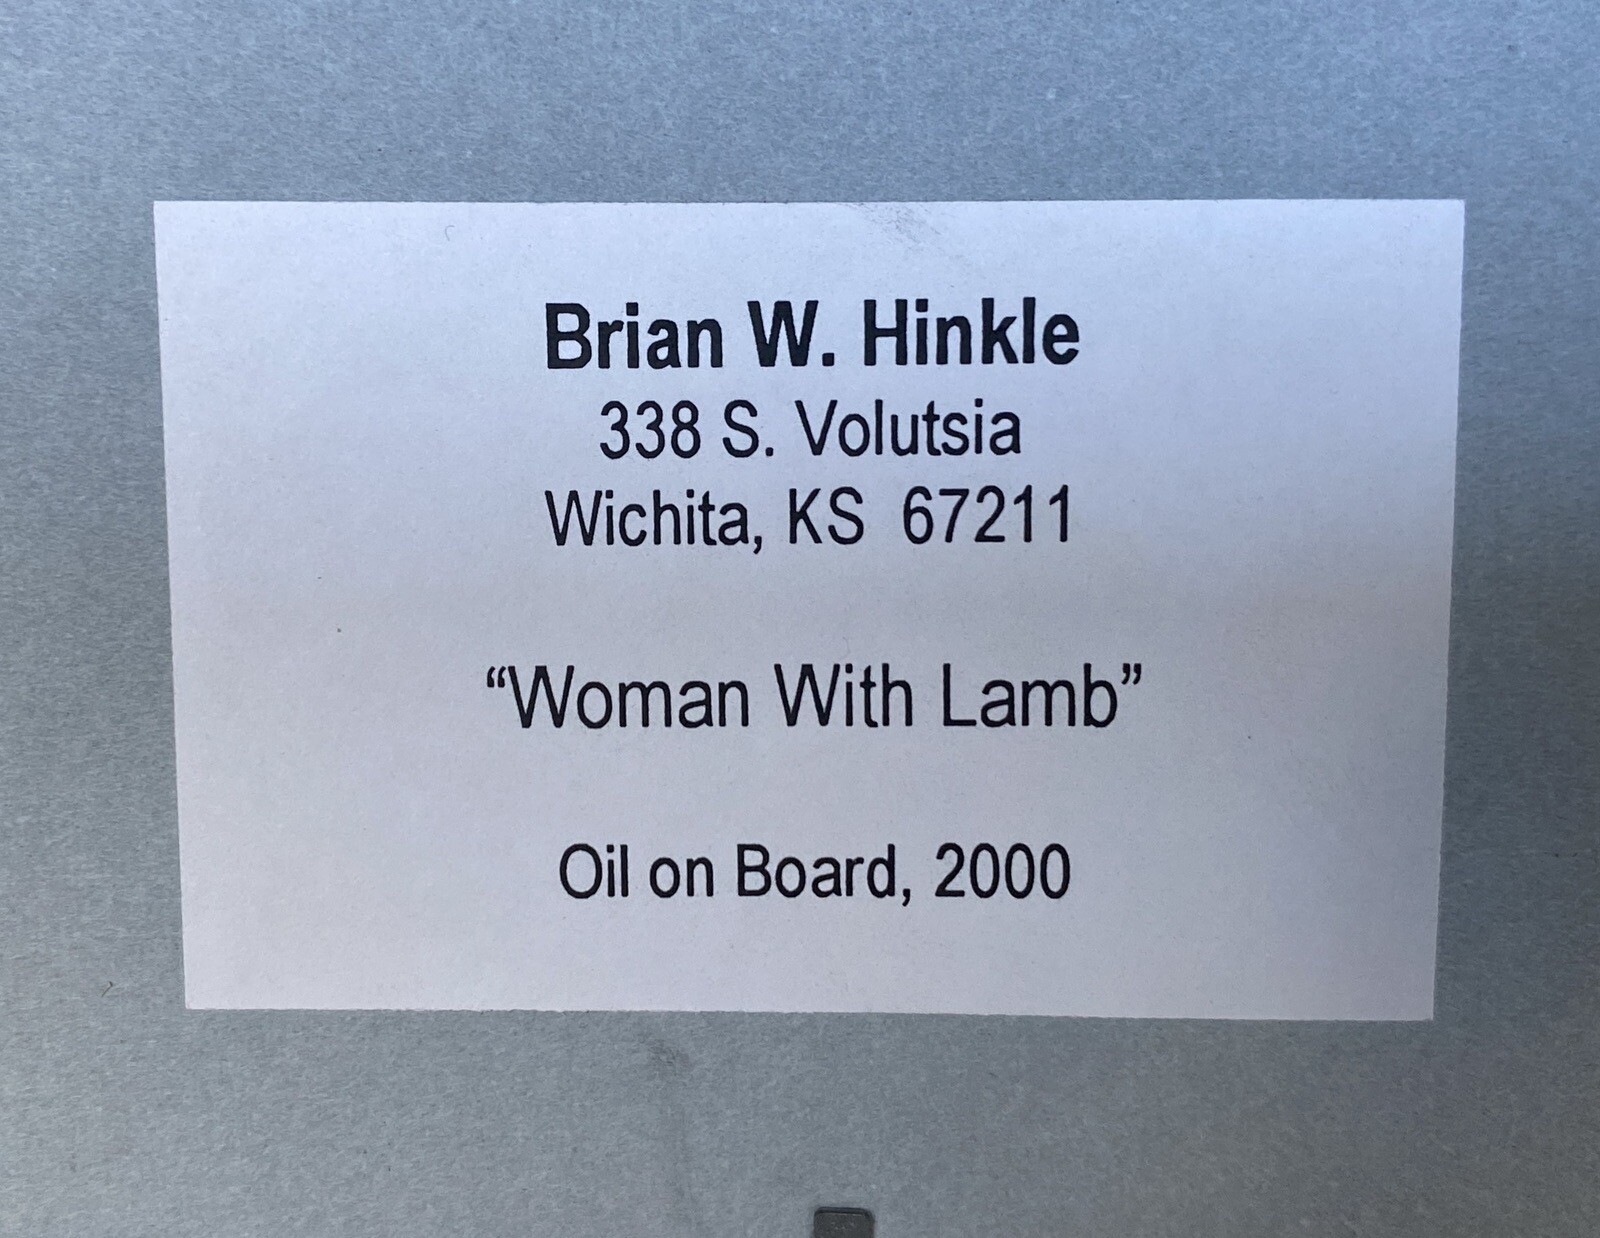 Brian W. Hinkle
338 S. Volutsia
Wichita, KS  67211
“Woman With Lamb”
Oil on Board, 2000